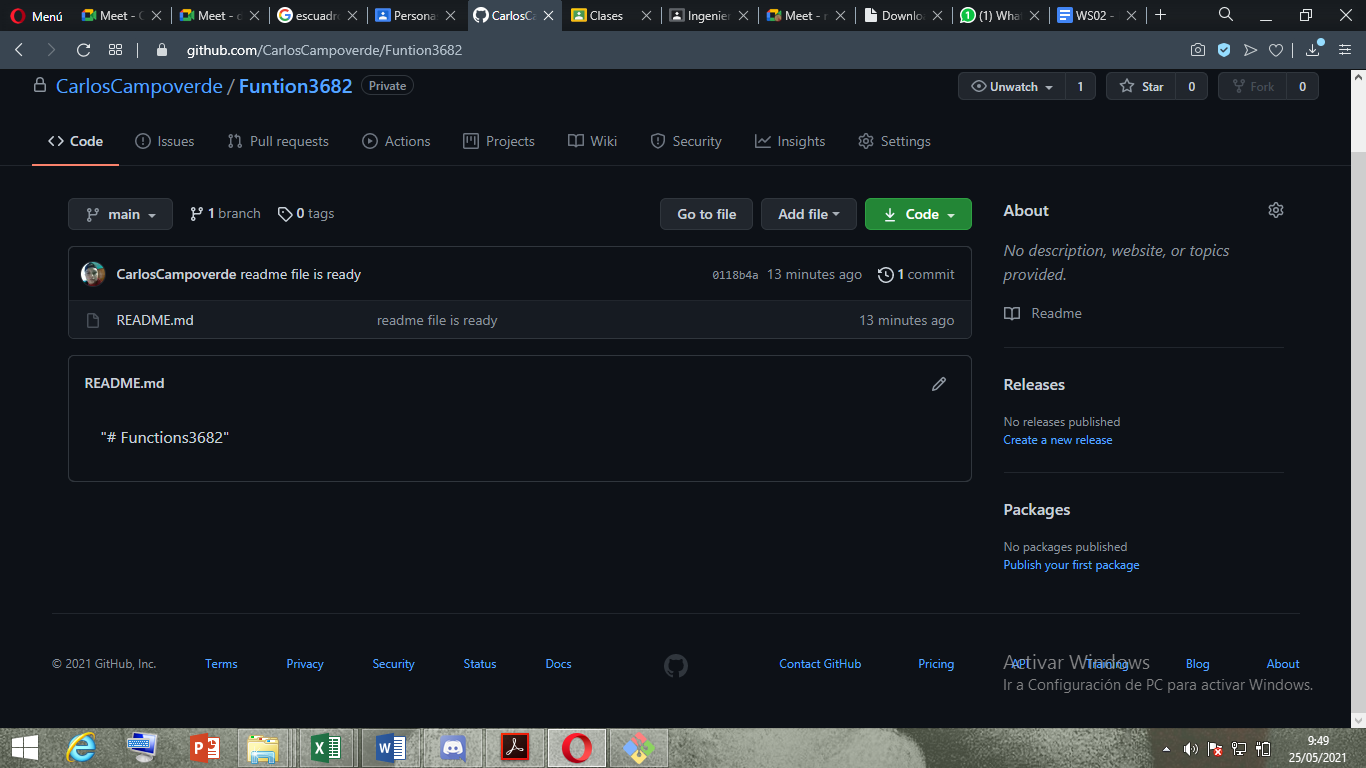 Menú Meet - Meet - escuadr Persona CarlosCa Clases Ingenier Meet - Downlo (1) Wha WS02 -
github.com/CarlosCampoverde/Funtion3682
CarlosCampoverde / Funtion3682 Private Unwatch 1 Star 0 Fork 0
Code Issues Pull requests Actions Projects Wiki Security Insights Settings
main 1 branch 0 tags Go to file Add file Code
CarlosCampoverde readme file is ready 0118b4a 13 minutes ago 1 commit
README.md readme file is ready 13 minutes ago
README.md
"# Functions3682"
About
No description, website, or topics
provided.
Readme
Releases
No releases published
Create a new release
Packages
No packages published
Publish your first package
© 2021 GitHub, Inc. Terms Privacy Security Status Docs Contact GitHub Pricing API Training Blog About
Activar Windows
Ir a Configuración de PC para activar Windows.
9:49
25/05/2021